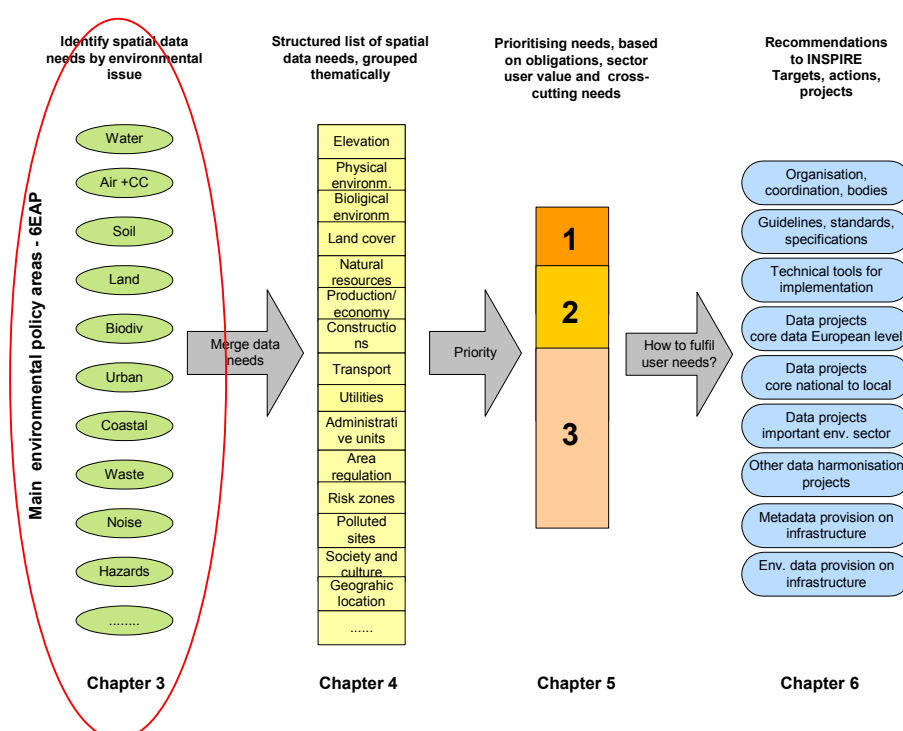 Identify spatial data
needs by environmental
issue
Structured list of spatial
data needs, grouped
thematically
Prioritising needs, based
on obligations, sector
user value and cross-
cutting needs
Recommendations
to INSPIRE
Targets, actions,
projects
Main environmental policy areas - 6EAP
Water
Air +CC
Soil
Land
Biodiv
Urban
Coastal
Waste
Noise
Hazards
........
Merge data
needs
Elevation
Physical
environm.
Bioligical
environm
Land cover
Natural
resources
Production/
economy
Constructio
ns
Transport
Utilities
Administrati
ve units
Area
regulation
Risk zones
Polluted
sites
Society and
culture
Geograhic
location
......
Priority
1
2
3
How to fulfil
user needs?
Organisation,
coordination, bodies
Guidelines, standards,
specifications
Technical tools for
implementation
Data projects
core data European level
Data projects
core national to local
Data projects
important env. sector
Other data harmonisation
projects
Metadata provision on
infrastructure
Env. data provision on
infrastructure
Chapter 3
Chapter 4
Chapter 5
Chapter 6